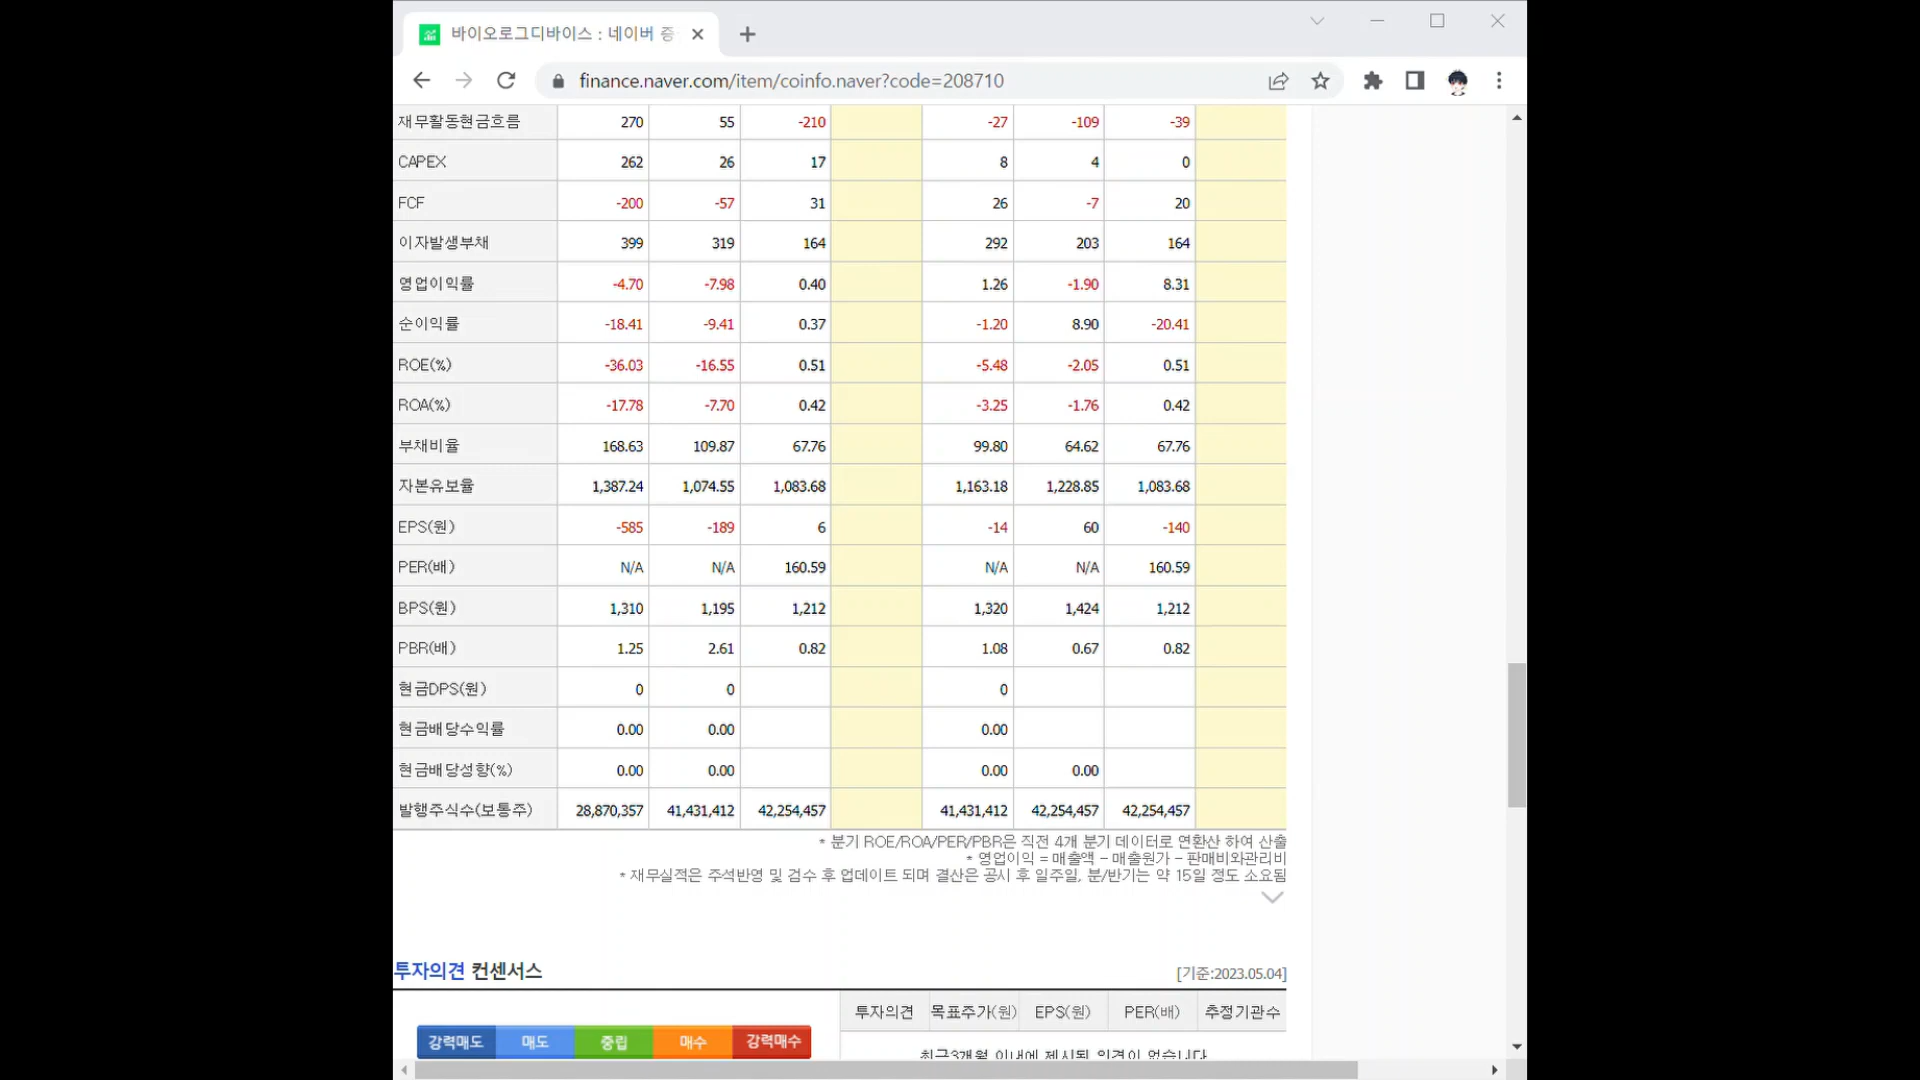 바이오로그디바이스 : 네이버 증
finance.naver.com/item/coinfo.naver?code=208710
재무활동현금흐름 270 55 -210 -27 -109 -39
CAPEX 262 26 17 8 4 0
FCF -200 -57 31 26 -7 20
이자발생부채 399 319 164 292 203 164
영업이익률 -4.70 -7.98 0.40 1.26 -1.90 8.31
순이익률 -18.41 -9.41 0.37 -1.20 8.90 -20.41
ROE(%) -36.03 -16.55 0.51 -5.48 -2.05 0.51
ROA(%) -17.78 -7.70 0.42 -3.25 -1.76 0.42
부채비율 168.63 109.87 67.76 99.80 64.62 67.76
자본유보율 1,387.24 1,074.55 1,083.68 1,163.18 1,228.85 1,083.68
EPS(원) -585 -189 6 -14 60 -140
PER(배) N/A N/A 160.59 N/A N/A 160.59
BPS(원) 1,310 1,195 1,212 1,320 1,424 1,212
PBR(배) 1.25 2.61 0.82 1.08 0.67 0.82
현금DPS(원) 0 0 0
현금배당수익률 0.00 0.00 0.00
현금배당성향(%) 0.00 0.00 0.00 0.00
발행주식수(보통주) 28,870,357 41,431,412 42,254,457 41,431,412 42,254,457 42,254,457
* 분기 ROE/ROA/PER/PBR은 직전 4개 분기 데이터로 연환산 하여 산출
* 영업이익 = 매출액 - 매출원가 - 판매비와관리비
* 재무실적은 주석반영 및 검수 후 업데이트 되며 결산은 공시 후 일주일, 분/반기는 약 15일 정도 소요됨
투자의견 컨센서스 [기준:2023.05.04]
투자의견 목표주가(원) EPS(원) PER(배) 추정기관수
강력매도 매도 중립 매수 강력매수
최근3개월 이내에 제시된 의견이 없습니다